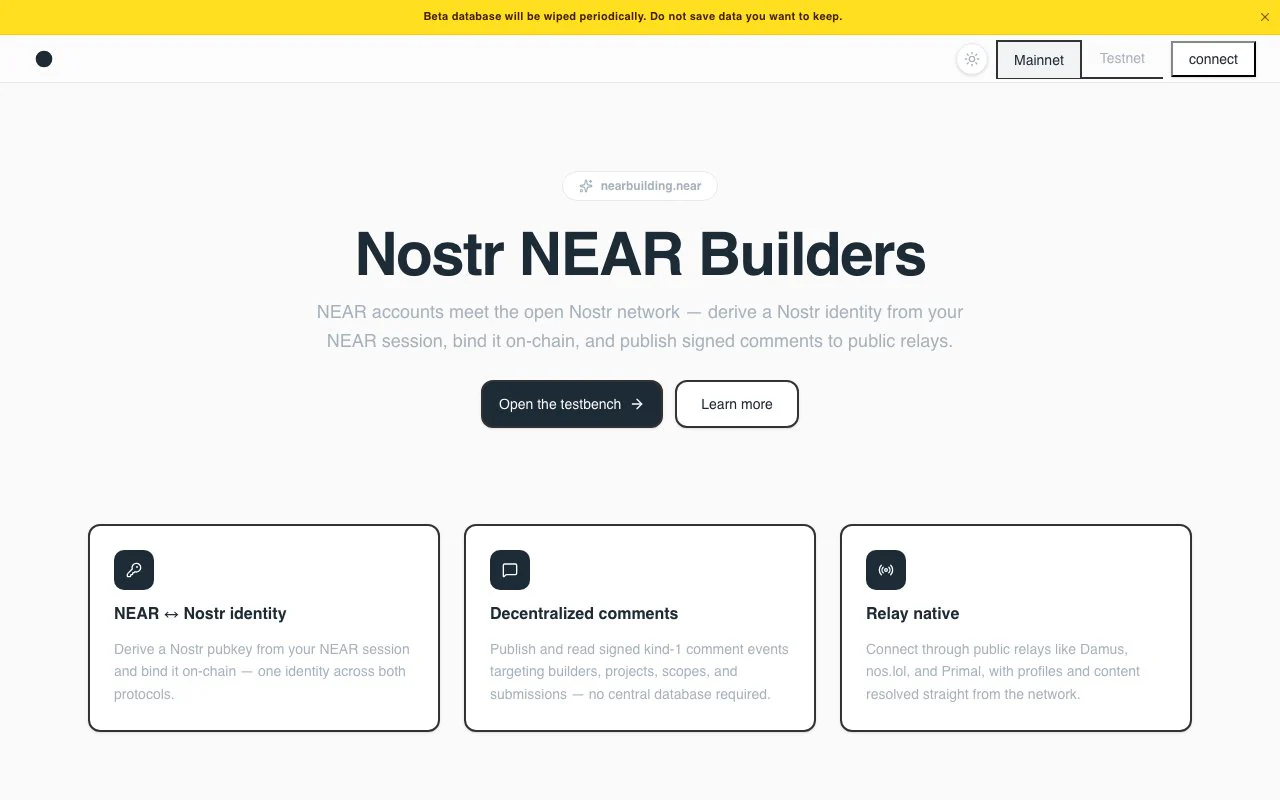 Beta database will be wiped periodically. Do not save data you want to keep.
Mainnet
Testnet
connect
nearbuilding.near
Nostr NEAR Builders
NEAR accounts meet the open Nostr network — derive a Nostr identity from your
NEAR session, bind it on-chain, and publish signed comments to public relays.
Open the testbench →
Learn more
NEAR ↔ Nostr identity
Derive a Nostr pubkey from your NEAR session
and bind it on-chain — one identity across both
protocols.
Decentralized comments
Publish and read signed kind-1 comment events
targeting builders, projects, scopes, and
submissions — no central database required.
Relay native
Connect through public relays like Damus,
nos.lol, and Primal, with profiles and content
resolved straight from the network.